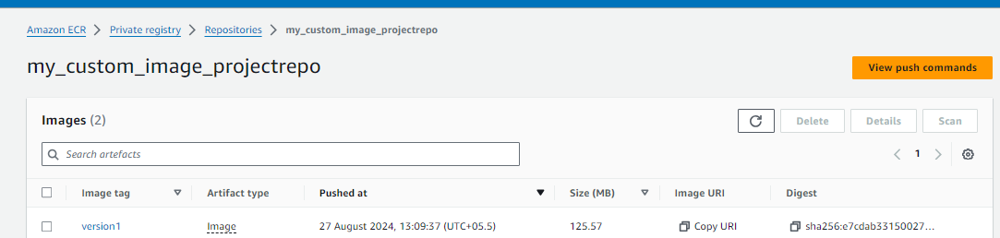 Amazon ECR > Private registry > Repositories > my_custom_image_projectrepo
my_custom_image_projectrepo
View push commands
Images (2)
Delete Details Scan
Search artefacts
1
Image tag Artifact type Pushed at Size (MB) Image URI Digest
version1 Image 27 August 2024, 13:09:37 (UTC+05.5) 125.57 Copy URI sha256:e7cdab33150027...